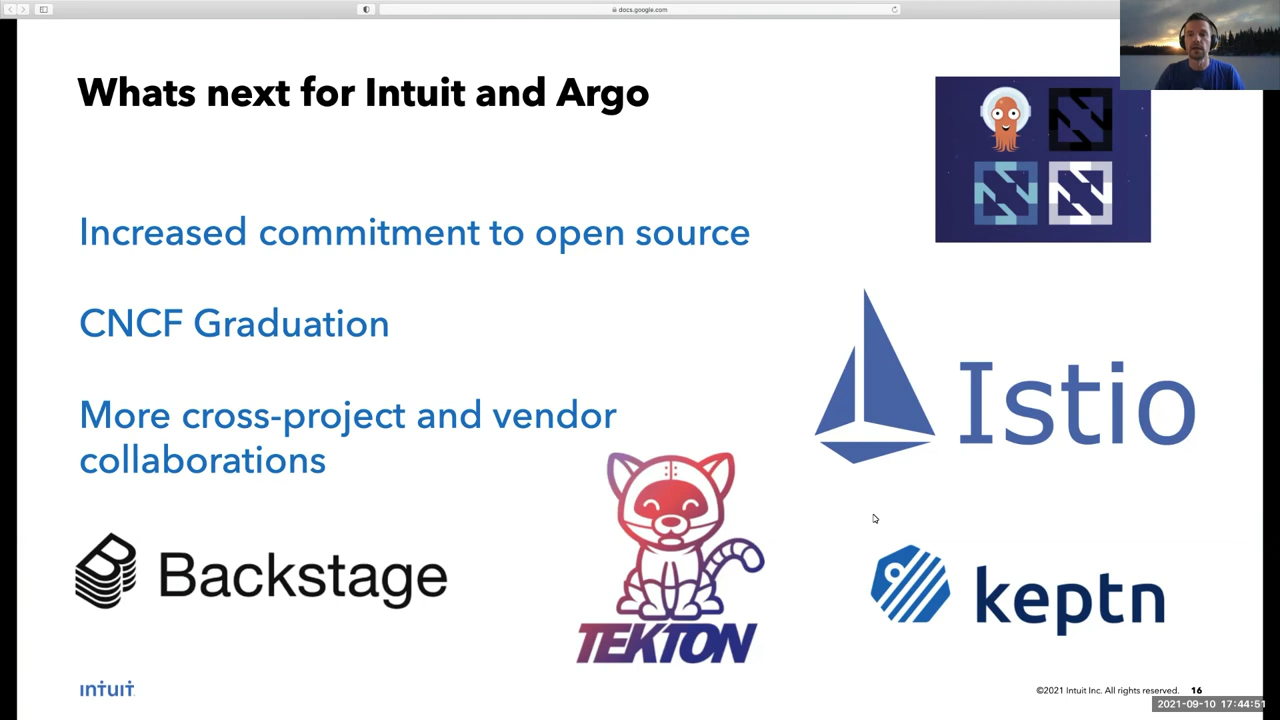 docs.google.com
Whats next for Intuit and Argo
Increased commitment to open source
CNCF Graduation
More cross-project and vendor
collaborations
Istio
Backstage
TEKTON
keptn
intuit
©2021 Intuit Inc. All rights reserved. 16
2021-09-10 17:44:51